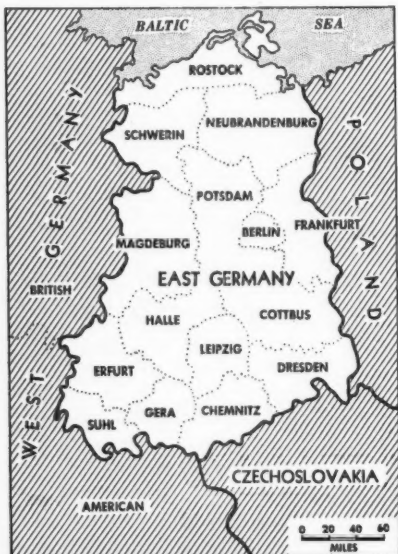 BALTIC SEA
ROSTOCK
NEUBRANDENBURG
SCHWERIN
WEST GERMANY
POLAND
POTSDAM
BERLIN
FRANKFURT
MAGDEBURG
EAST GERMANY
BRITISH
HALLE
COTTBUS
LEIPZIG
ERFURT
DRESDEN
SUHL
GERA
CHEMNITZ
CZECHOSLOVAKIA
AMERICAN
0 20 40 60
MILES